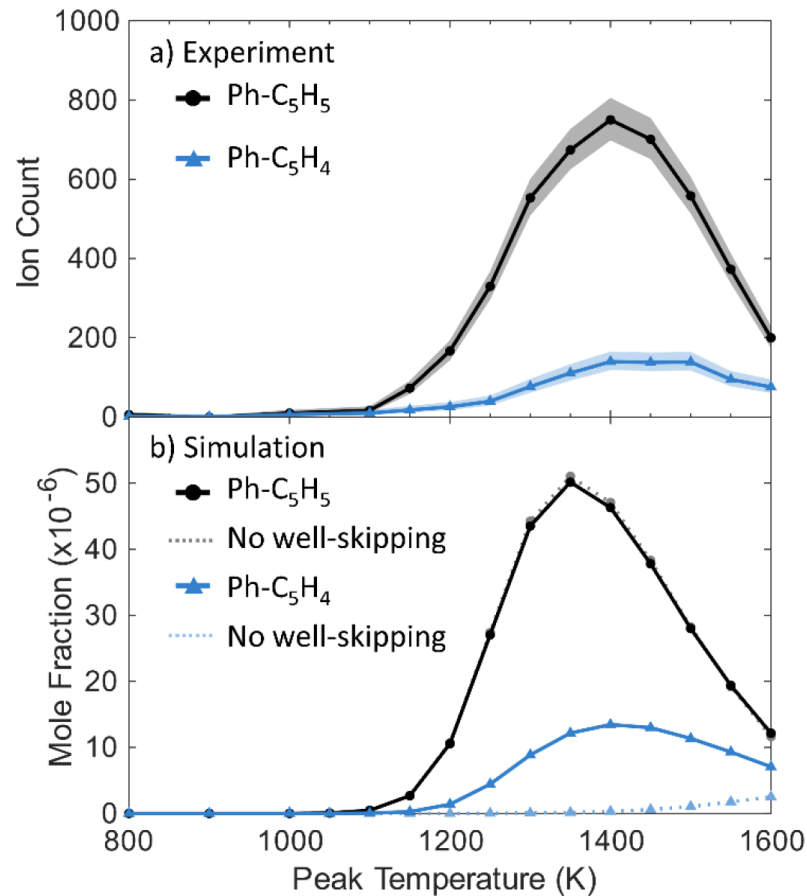 1000
a) Experiment
Ph-C₅H₅
800
Ph-C₅H₄
600
Ion Count
400
200
0
b) Simulation
50
Ph-C₅H₅
No well-skipping
40
Ph-C₅H₄
30
No well-skipping
Mole Fraction (x10⁻⁶)
20
10
0
800 1000 1200 1400 1600
Peak Temperature (K)